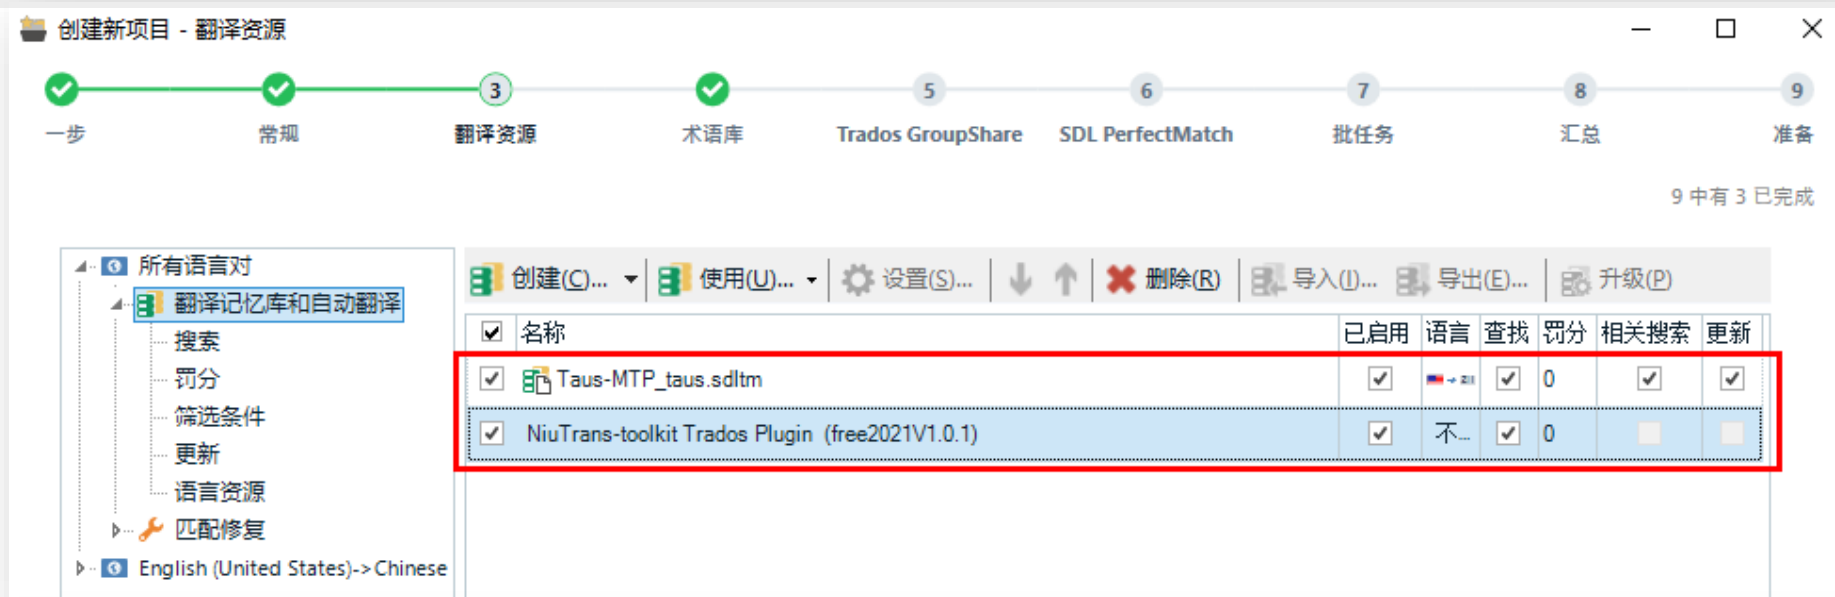 创建新项目 - 翻译资源
3 5 6 7 8 9
一步 常规 翻译资源 术语库 Trados GroupShare SDL PerfectMatch 批任务 汇总 准备
9 中有 3 已完成
所有语言对
翻译记忆库和自动翻译
搜索
罚分
筛选条件
更新
语言资源
匹配修复
English (United States)->Chinese
创建(C)... 使用(U)... 设置(S)... 删除(R) 导入(I)... 导出(E)... 升级(P)
名称 已启用 语言 查找 罚分 相关搜索 更新
Taus-MTP_taus.sdltm 0
NiuTrans-toolkit Trados Plugin (free2021V1.0.1) 不... 0